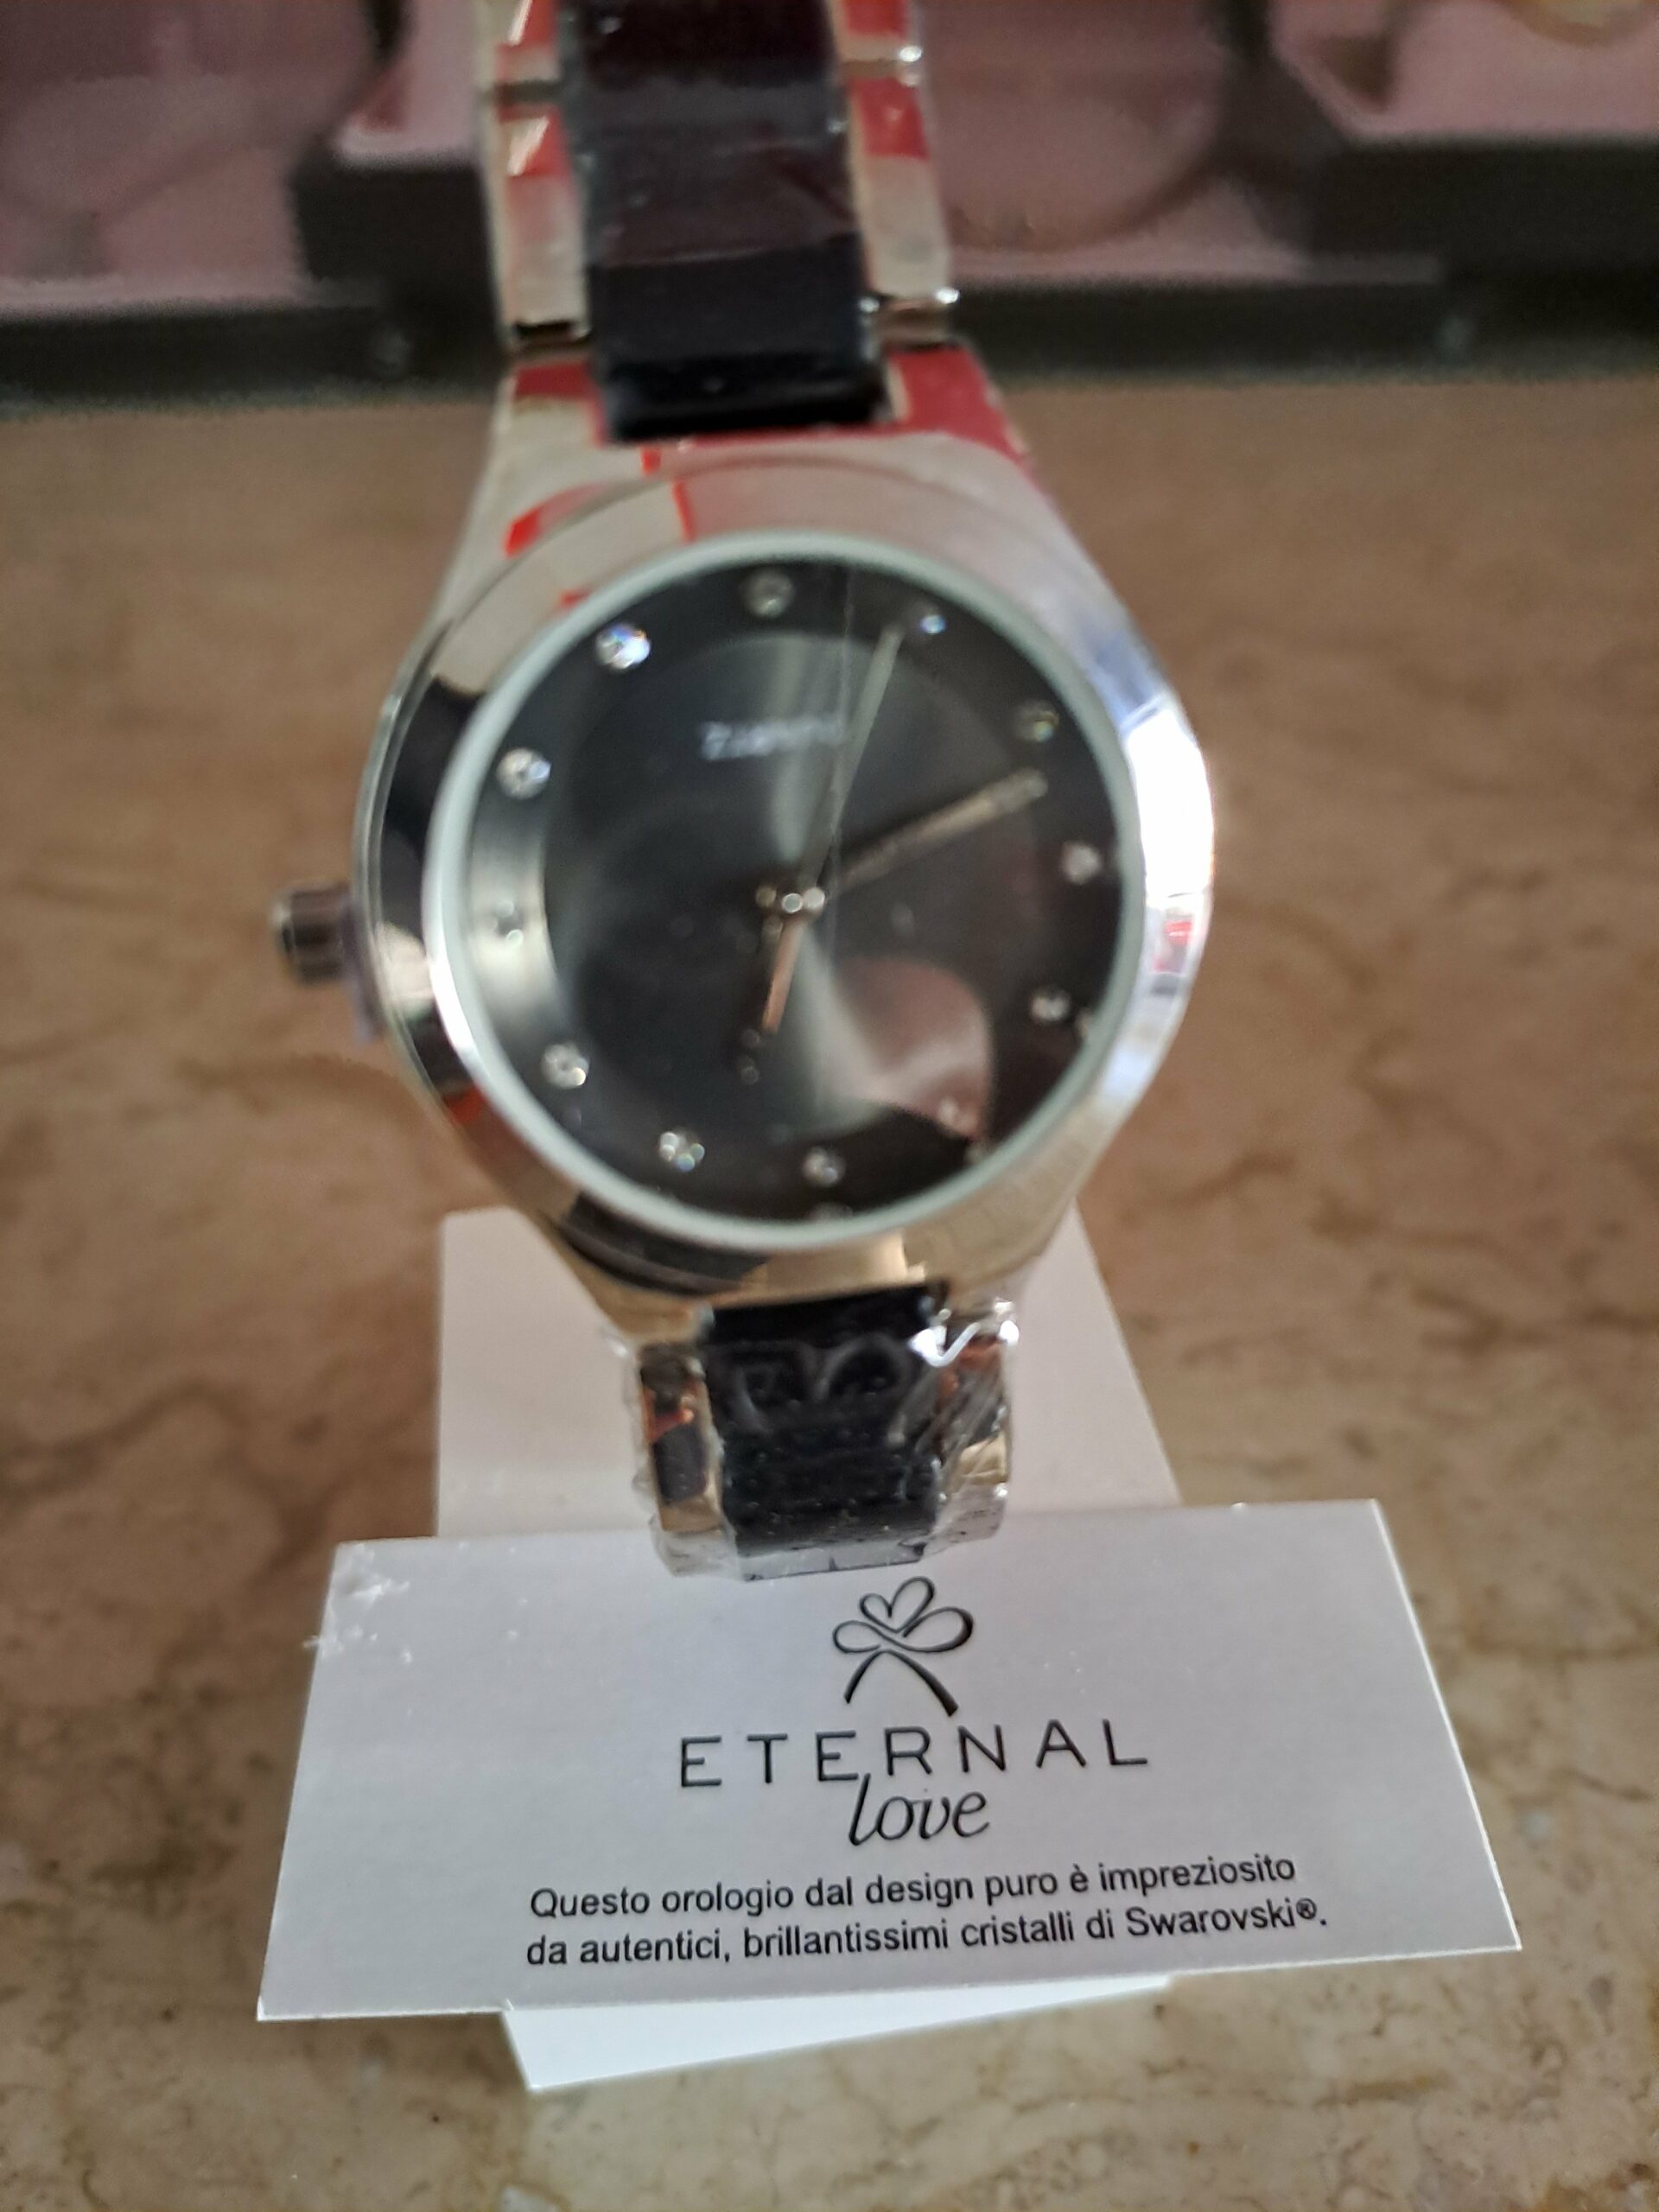 ETERNAL
love
Questo orologio dal design puro è impreziosito
da autentici, brillantissimi cristalli di Swarovski®.